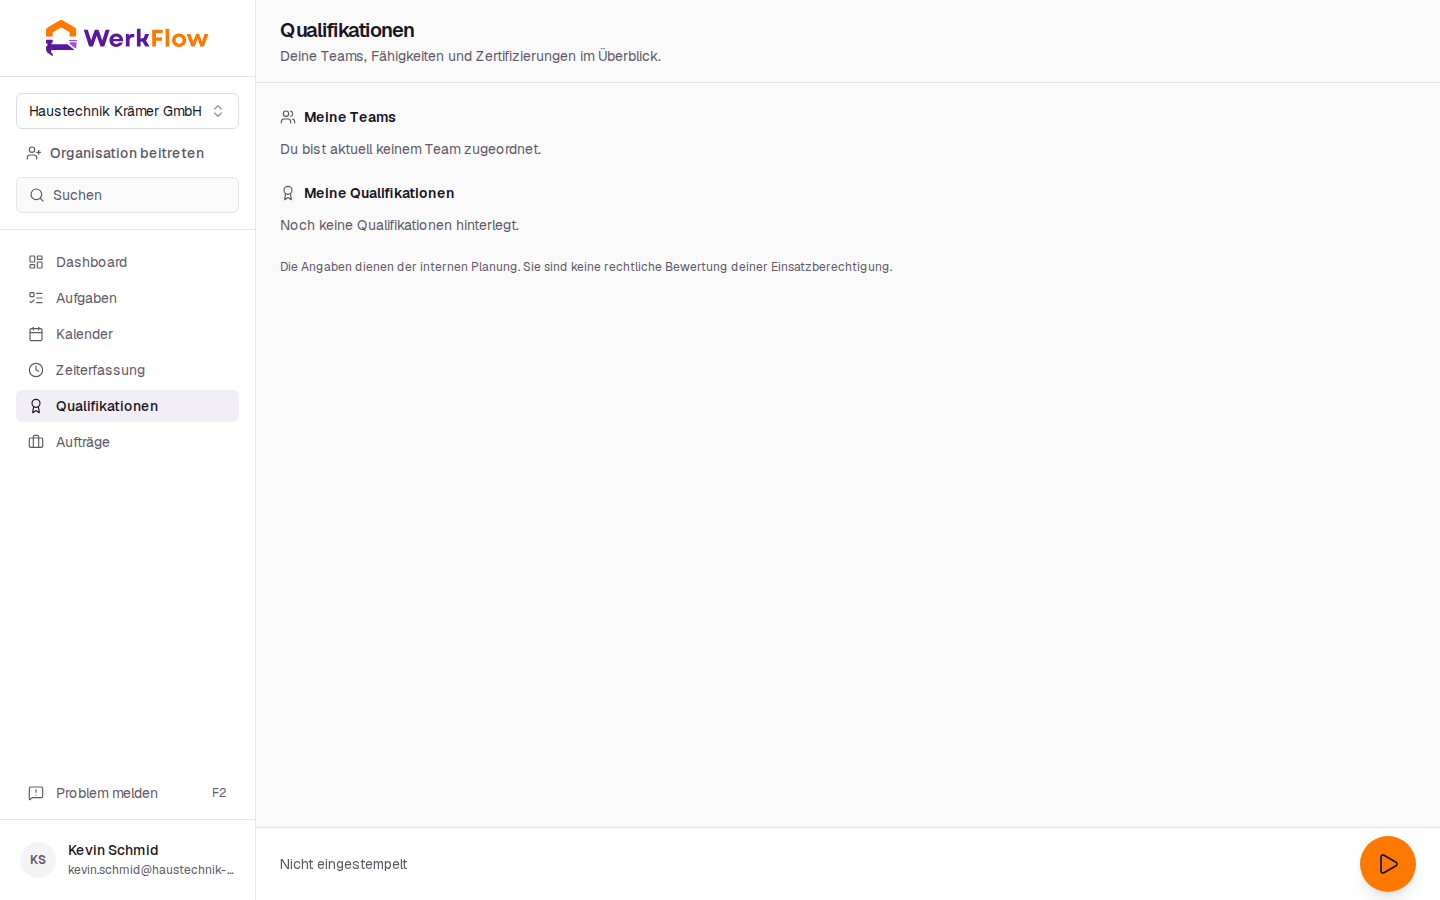 WerkFlow
Haustechnik Krämer GmbH
Organisation beitreten
Suchen
Dashboard
Aufgaben
Kalender
Zeiterfassung
Qualifikationen
Aufträge
Problem melden F2
KS
Kevin Schmid
kevin.schmid@haustechnik-…
Qualifikationen
Deine Teams, Fähigkeiten und Zertifizierungen im Überblick.
Meine Teams
Du bist aktuell keinem Team zugeordnet.
Meine Qualifikationen
Noch keine Qualifikationen hinterlegt.
Die Angaben dienen der internen Planung. Sie sind keine rechtliche Bewertung deiner Einsatzberechtigung.
Nicht eingestempelt